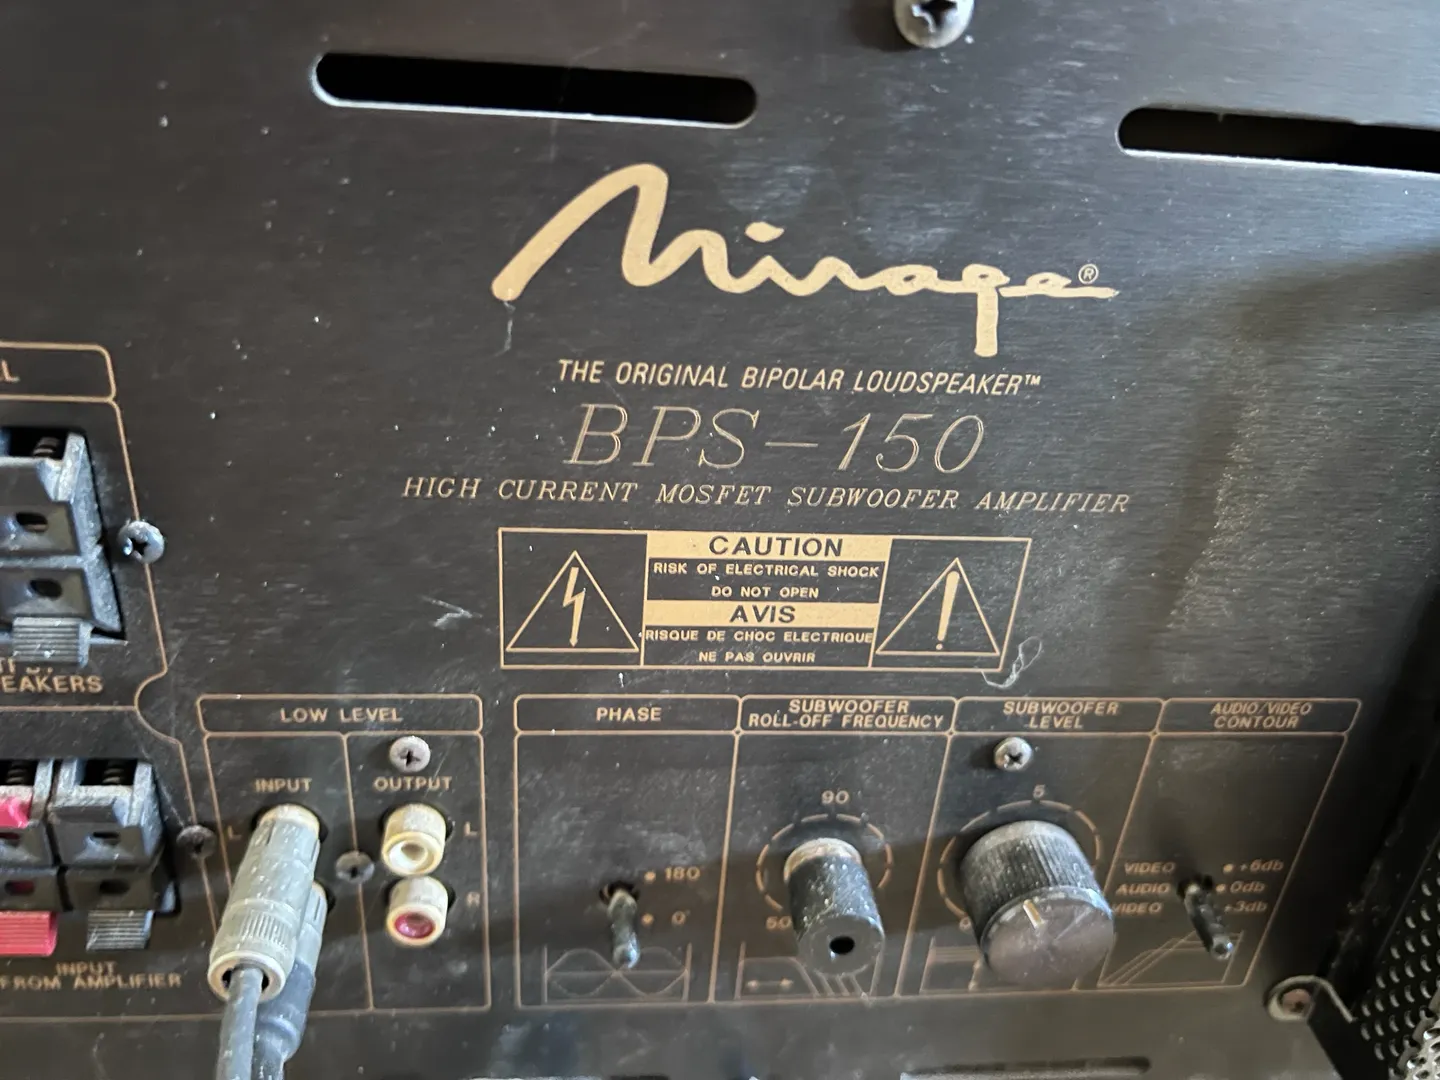 Mirage®
THE ORIGINAL BIPOLAR LOUDSPEAKER™
BPS-150
HIGH CURRENT MOSFET SUBWOOFER AMPLIFIER
CAUTION
RISK OF ELECTRICAL SHOCK
DO NOT OPEN
AVIS
RISQUE DE CHOC ELECTRIQUE
NE PAS OUVRIR
EAKERS
LOW LEVEL
INPUT
OUTPUT
L
L
R
INPUT
FROM AMPLIFIER
PHASE
180°
0°
SUBWOOFER
ROLL-OFF FREQUENCY
90
50
SUBWOOFER
LEVEL
5
0
AUDIO/VIDEO
CONTOUR
VIDEO +6db
AUDIO 0db
VIDEO +3db